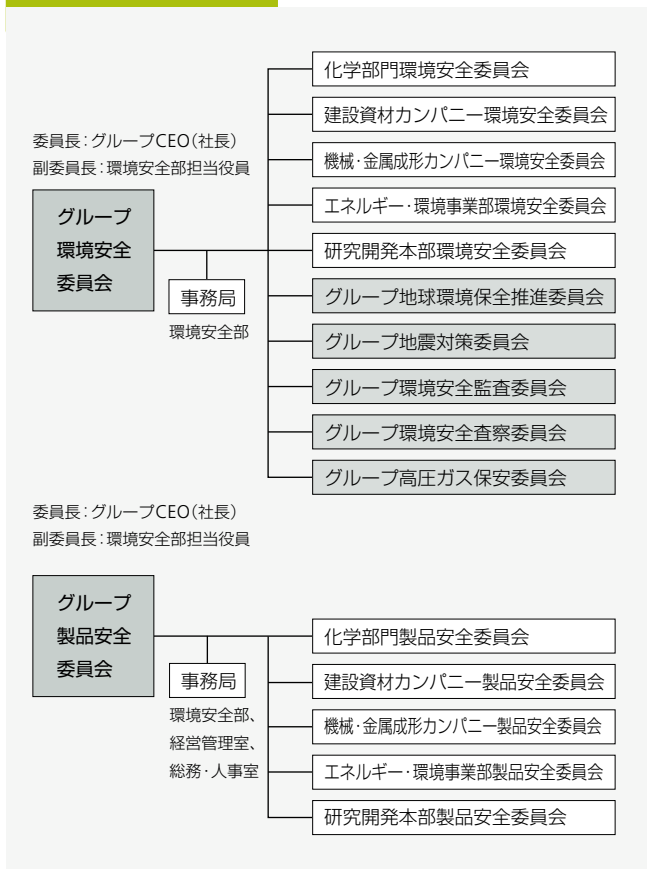 委員長：グループCEO（社長）
副委員長：環境安全部担当役員
グループ
環境安全
委員会
事務局
環境安全部
化学部門環境安全委員会
建設資材カンパニー環境安全委員会
機械・金属成形カンパニー環境安全委員会
エネルギー・環境事業部環境安全委員会
研究開発本部環境安全委員会
グループ地球環境保全推進委員会
グループ地震対策委員会
グループ環境安全監査委員会
グループ環境安全査察委員会
グループ高圧ガス保安委員会
委員長：グループCEO（社長）
副委員長：環境安全部担当役員
グループ
製品安全
委員会
事務局
環境安全部、
経営管理室、
総務・人事室
化学部門製品安全委員会
建設資材カンパニー製品安全委員会
機械・金属成形カンパニー製品安全委員会
エネルギー・環境事業部製品安全委員会
研究開発本部製品安全委員会